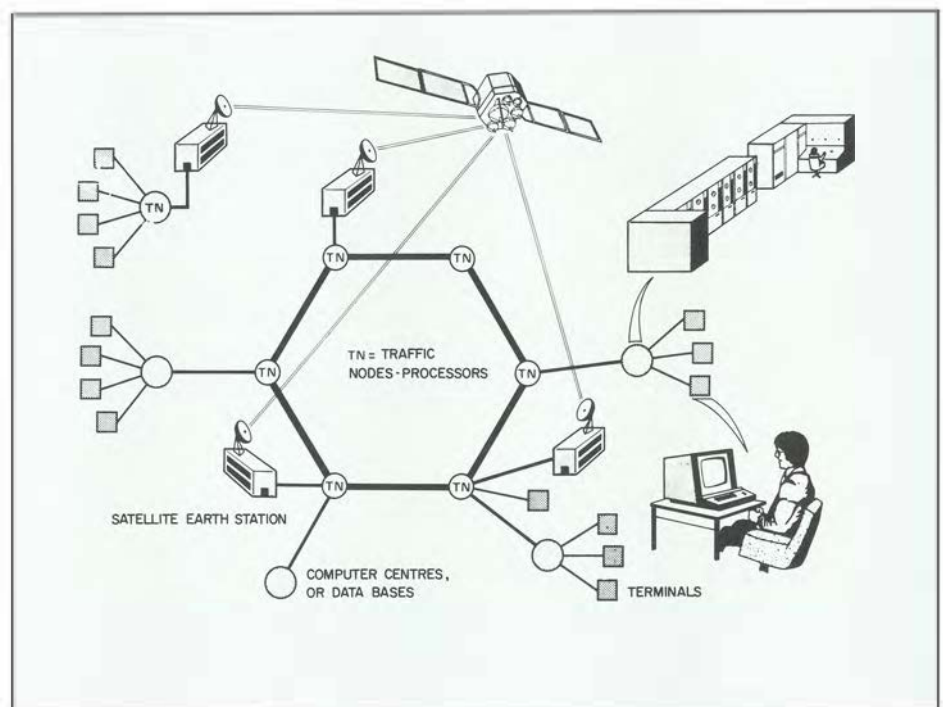 TN
TN
TN
TN = TRAFFIC
NODES-PROCESSORS
TN
TN
TN
TN
SATELLITE EARTH STATION
COMPUTER CENTRES,
OR DATA BASES
TERMINALS